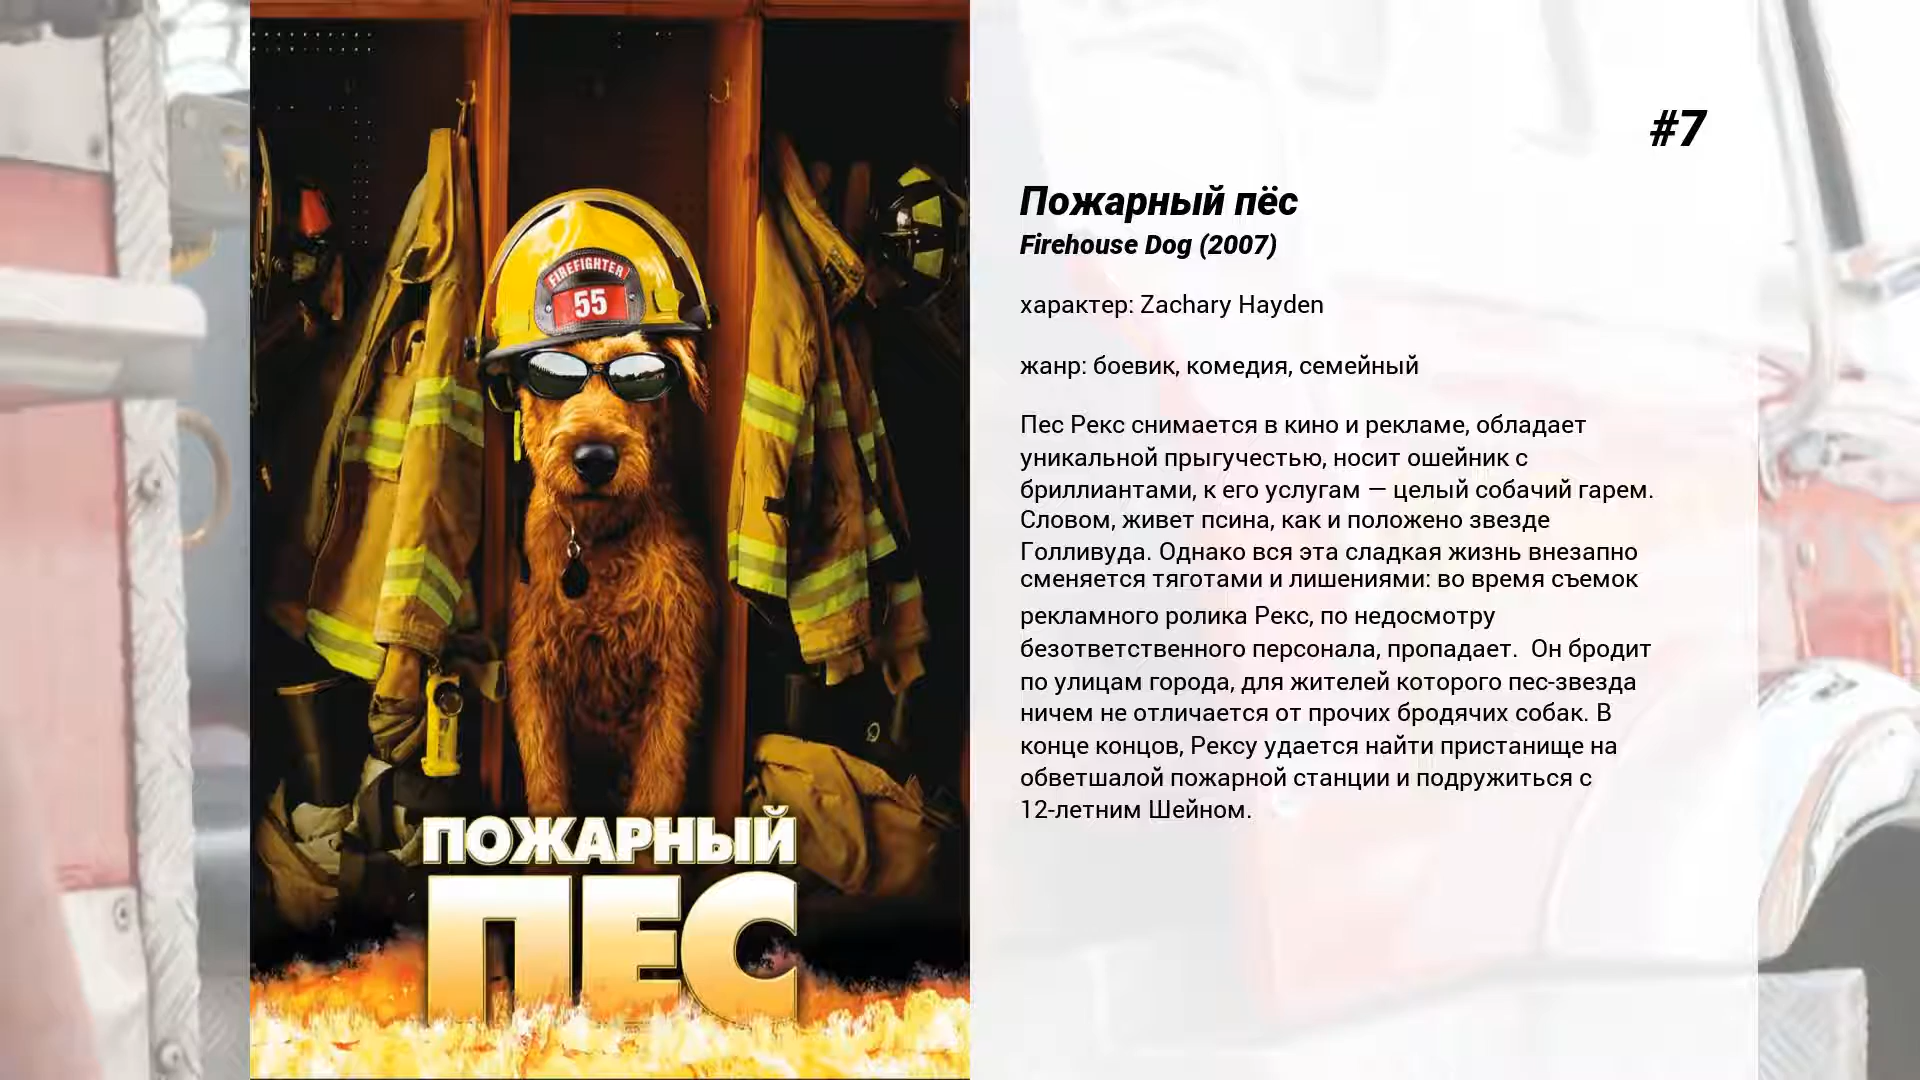 FIREFIGHTER
55
ПОЖАРНЫЙ
ПЕС
#7
Пожарный пёс
Firehouse Dog (2007)
характер: Zachary Hayden
жанр: боевик, комедия, семейный
Пес Рекс снимается в кино и рекламе, обладает
уникальной прыгучестью, носит ошейник с
бриллиантами, к его услугам — целый собачий гарем.
Словом, живет псина, как и положено звезде
Голливуда. Однако вся эта сладкая жизнь внезапно
сменяется тяготами и лишениями: во время съемок
рекламного ролика Рекс, по недосмотру
безответственного персонала, пропадает.  Он бродит
по улицам города, для жителей которого пес-звезда
ничем не отличается от прочих бродячих собак. В
конце концов, Рексу удается найти пристанище на
обветшалой пожарной станции и подружиться с
12-летним Шейном.